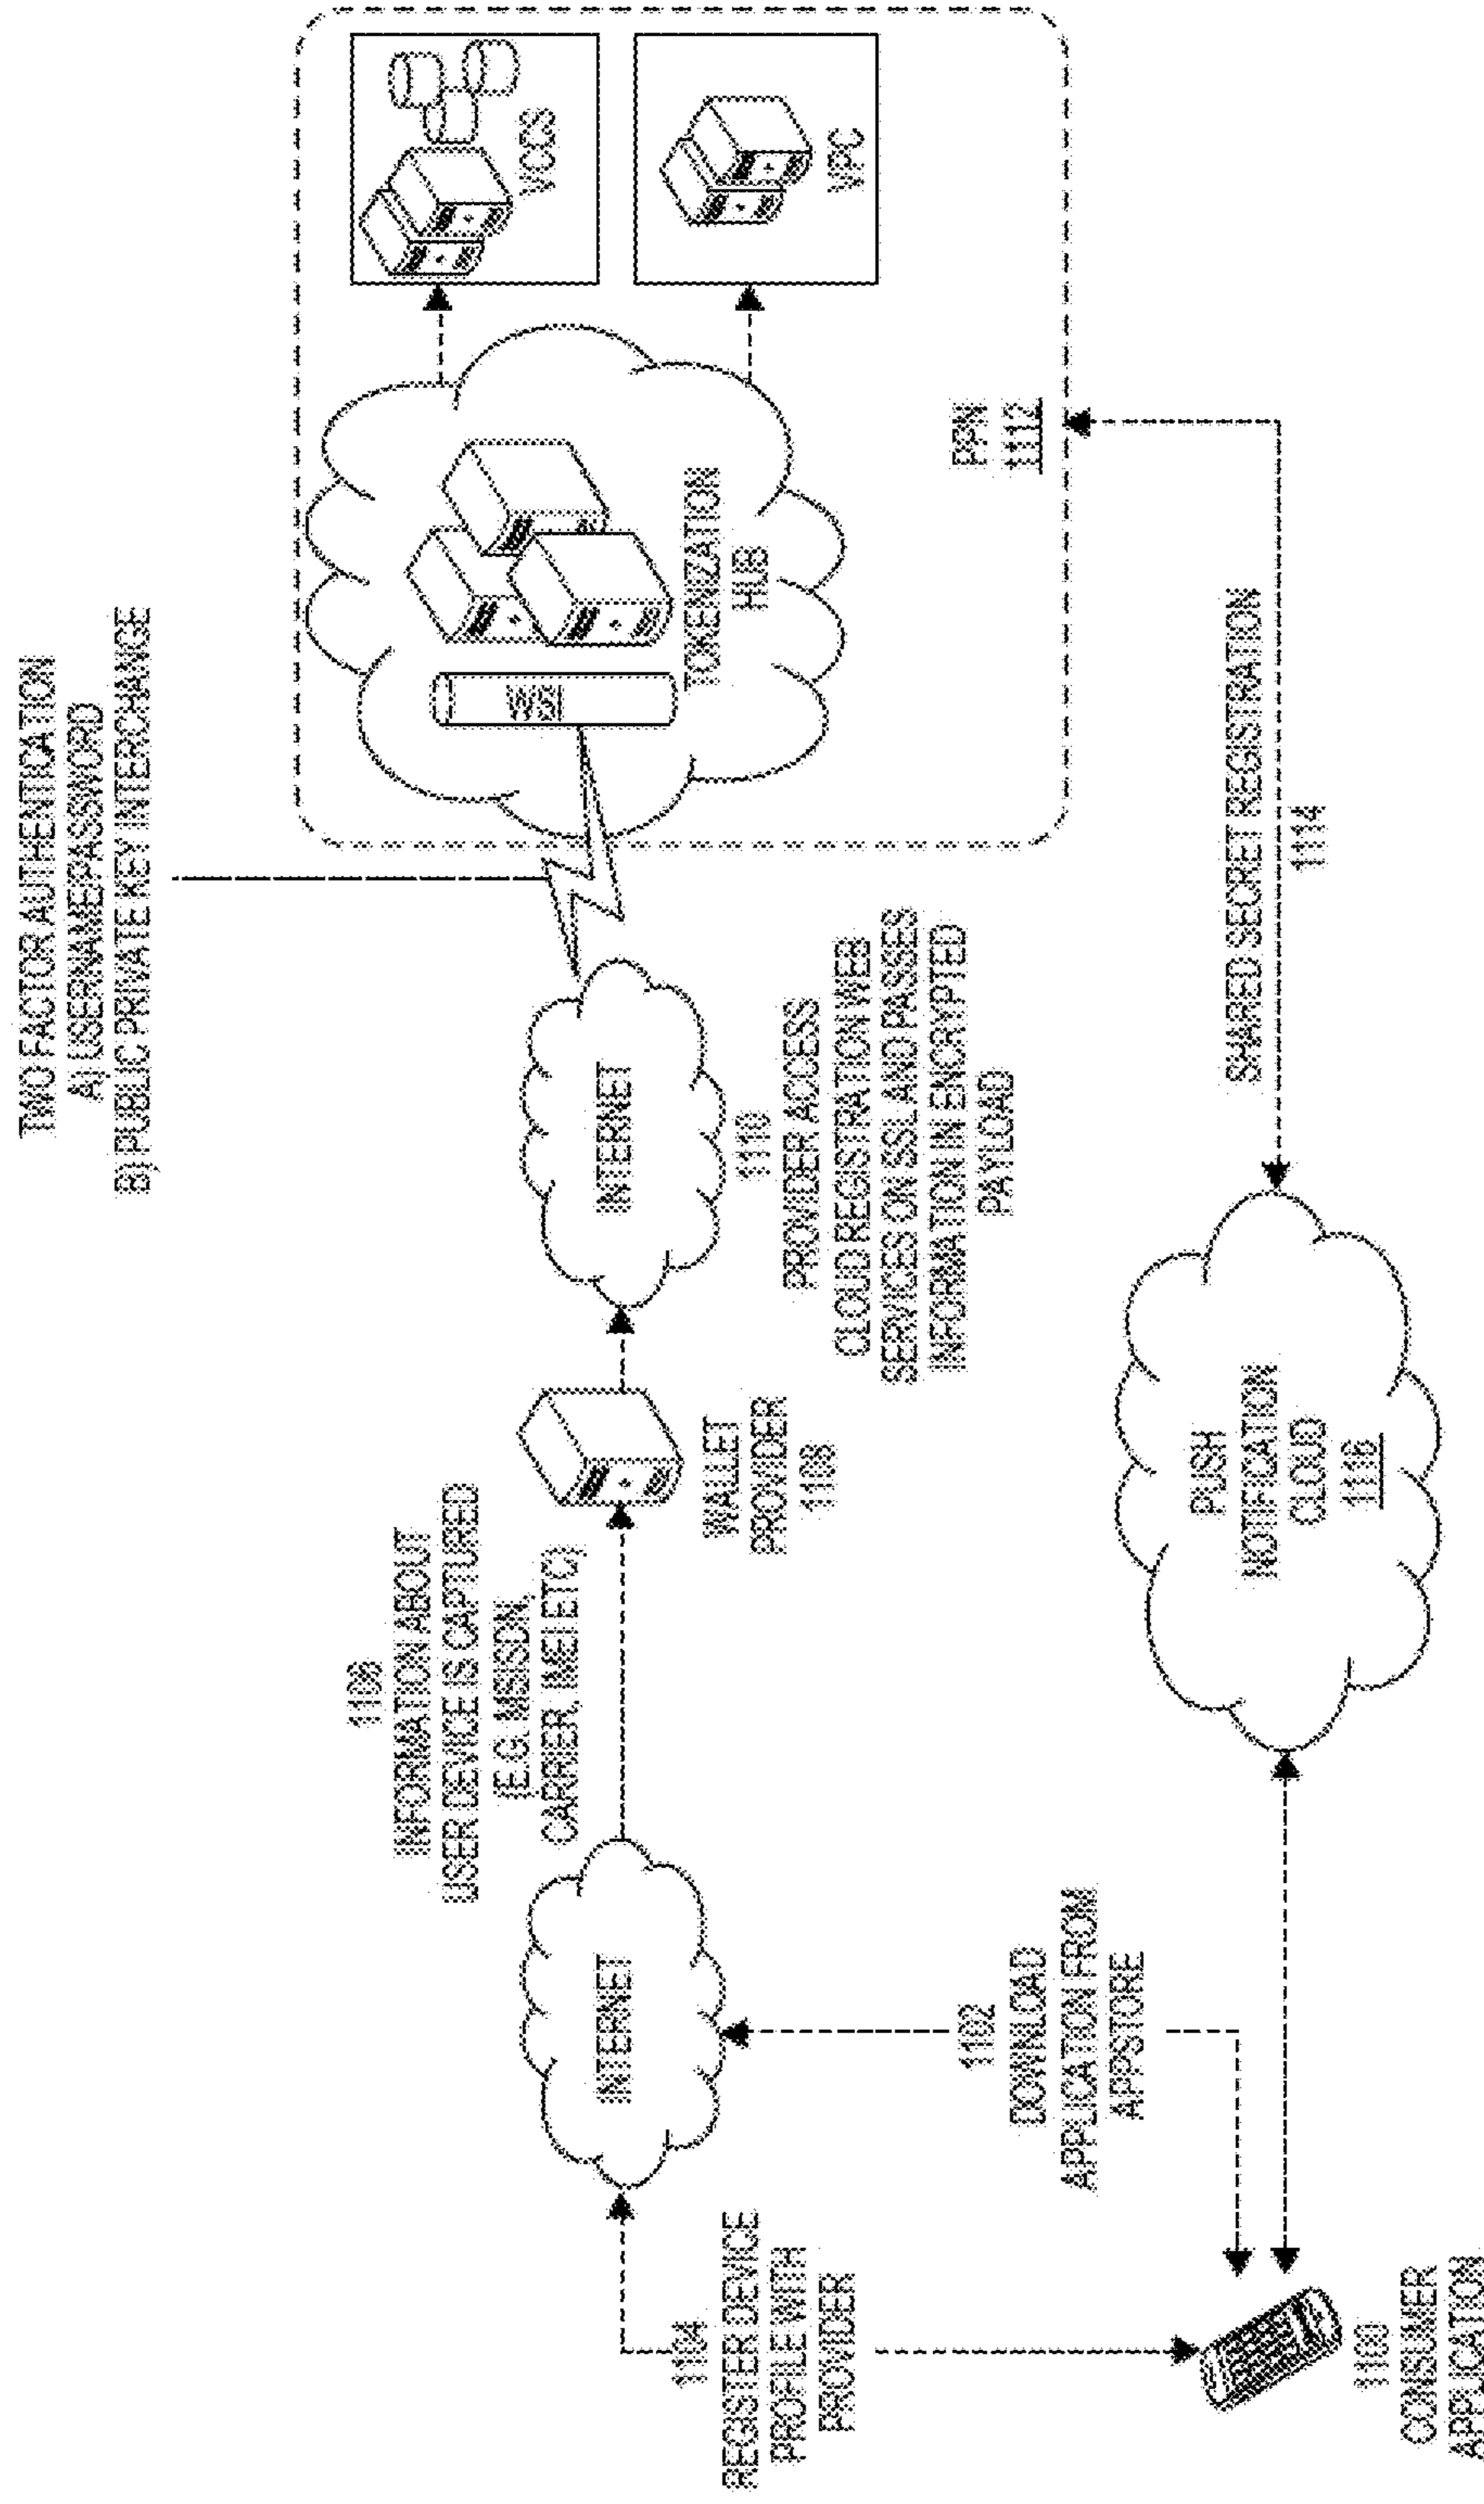 TWO FACTOR AUTHENTICATION
A) USERNAME/PASSWORD
B) PUBLIC PRIVATE KEY INTERCHANGE
1106
INFORMATION ABOUT
USER DEVICE IS CAPTURED
(E.G. MSISDN,
CARRIER, IMEI ETC)
INTERNET
WALLET
PROVIDER
1108
INTERNET
1110
PROVIDER ACCESS
CLOUD REGISTRATION WEB
SERVICES ON SSL AND PASSES
INFORMATION IN ENCRYPTED
PAYLOAD
WSI
TOKENIZATION
HUB
VCCS
VPC
PPN
1112
1104
REGISTER DEVICE
PROFILE WITH
PROVIDER
1102
DOWNLOAD
APPLICATION FROM
APPSTORE
SHARED SECRET REGISTRATION
1114
PUSH
NOTIFICATION
CLOUD
1116
1100
CONSUMER
APPLICATION